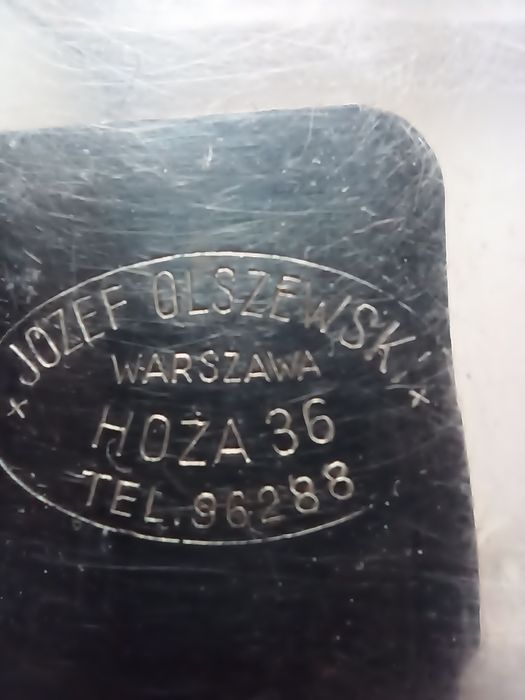 JOZEF OLSZEWSKI
WARSZAWA
HOŻA 36
TEL. 96288